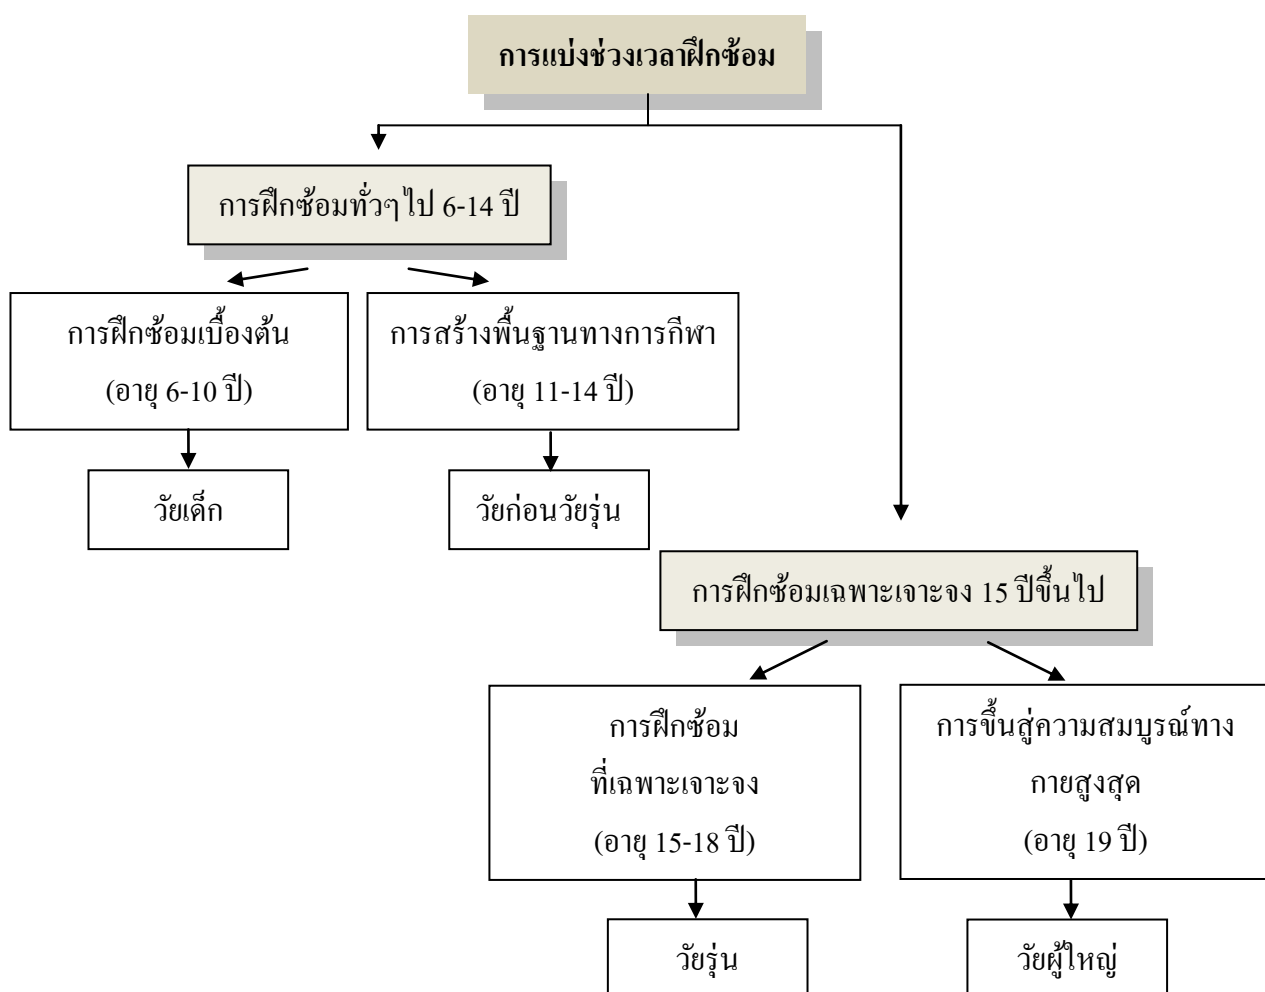 การแบ่งช่วงเวลาฝึกซ้อม
การฝึกซ้อมทั่วๆ ไป 6-14 ปี
การฝึกซ้อมเบื้องต้น
(อายุ 6-10 ปี)
การสร้างพื้นฐานทางการกีฬา
(อายุ 11-14 ปี)
วัยเด็ก
วัยก่อนวัยรุ่น
การฝึกซ้อมเฉพาะเจาะจง 15 ปีขึ้นไป
การฝึกซ้อม
ที่เฉพาะเจาะจง
(อายุ 15-18 ปี)
การขึ้นสู่ความสมบูรณ์ทาง
กายสูงสุด
(อายุ 19 ปี)
วัยรุ่น
วัยผู้ใหญ่